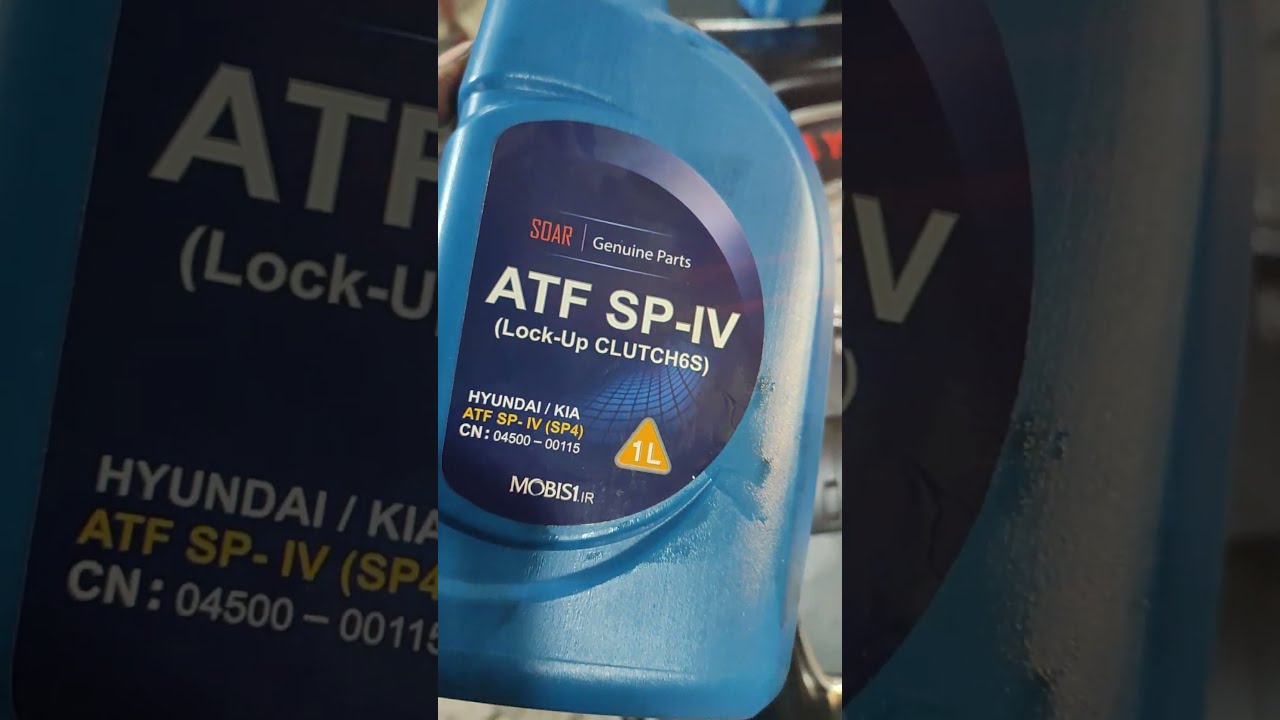 SOAR | Genuine Parts
ATF SP-IV
(Lock-Up CLUTCH6S)
HYUNDAI / KIA
ATF SP- IV (SP4)
CN : 04500 – 00115
1 L
MOBIS1.IR